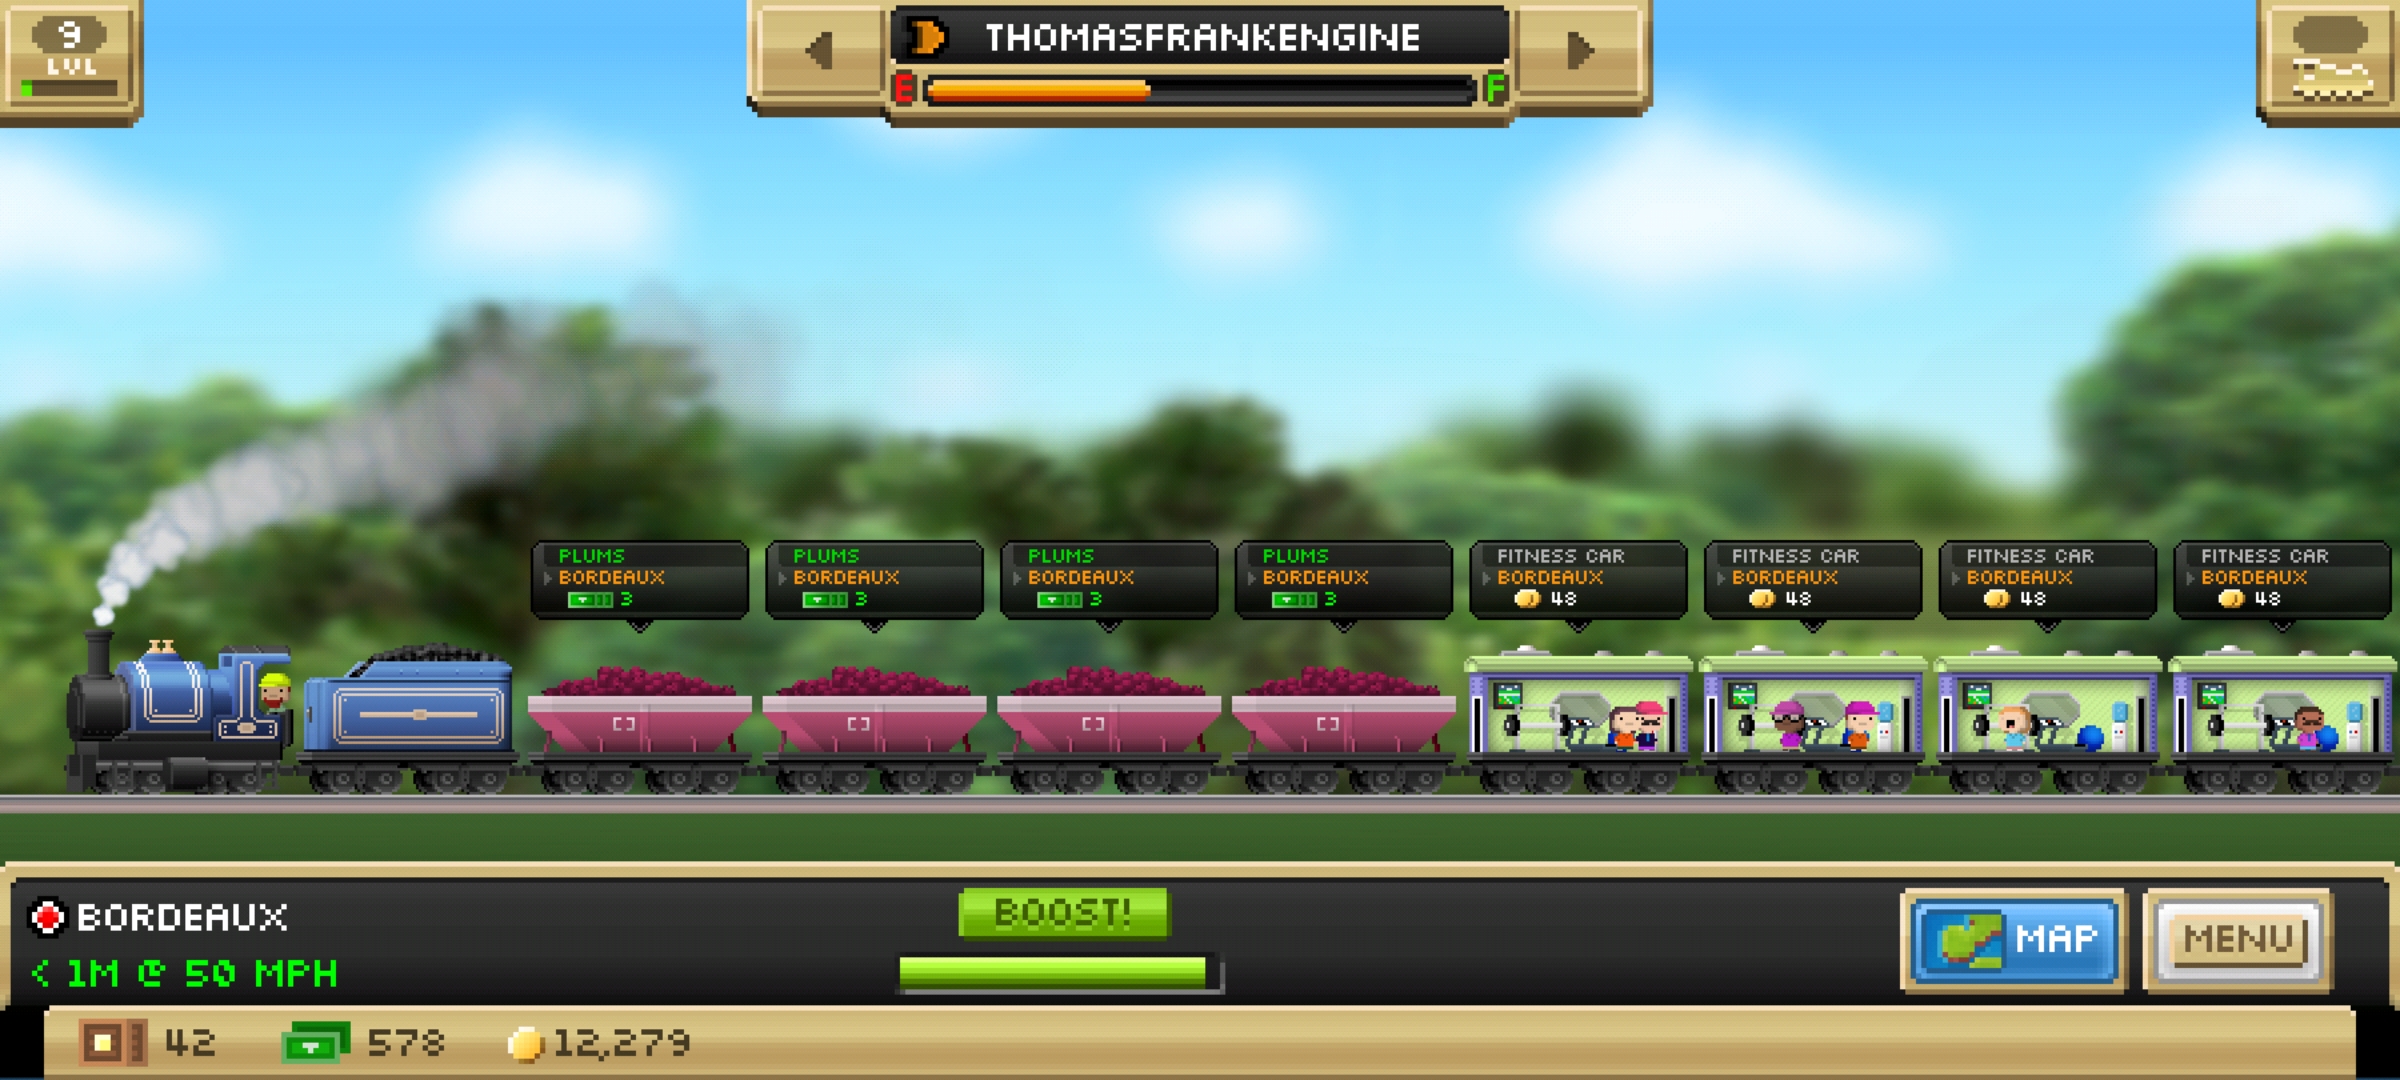 9
LVL
THOMASFRANKENGINE
E
F
PLUMS
BORDEAUX
3
PLUMS
BORDEAUX
3
PLUMS
BORDEAUX
3
PLUMS
BORDEAUX
3
FITNESS CAR
BORDEAUX
48
FITNESS CAR
BORDEAUX
48
FITNESS CAR
BORDEAUX
48
FITNESS CAR
BORDEAUX
48
BORDEAUX
< 1M @ 50 MPH
BOOST!
MAP
MENU
42
578
12,279